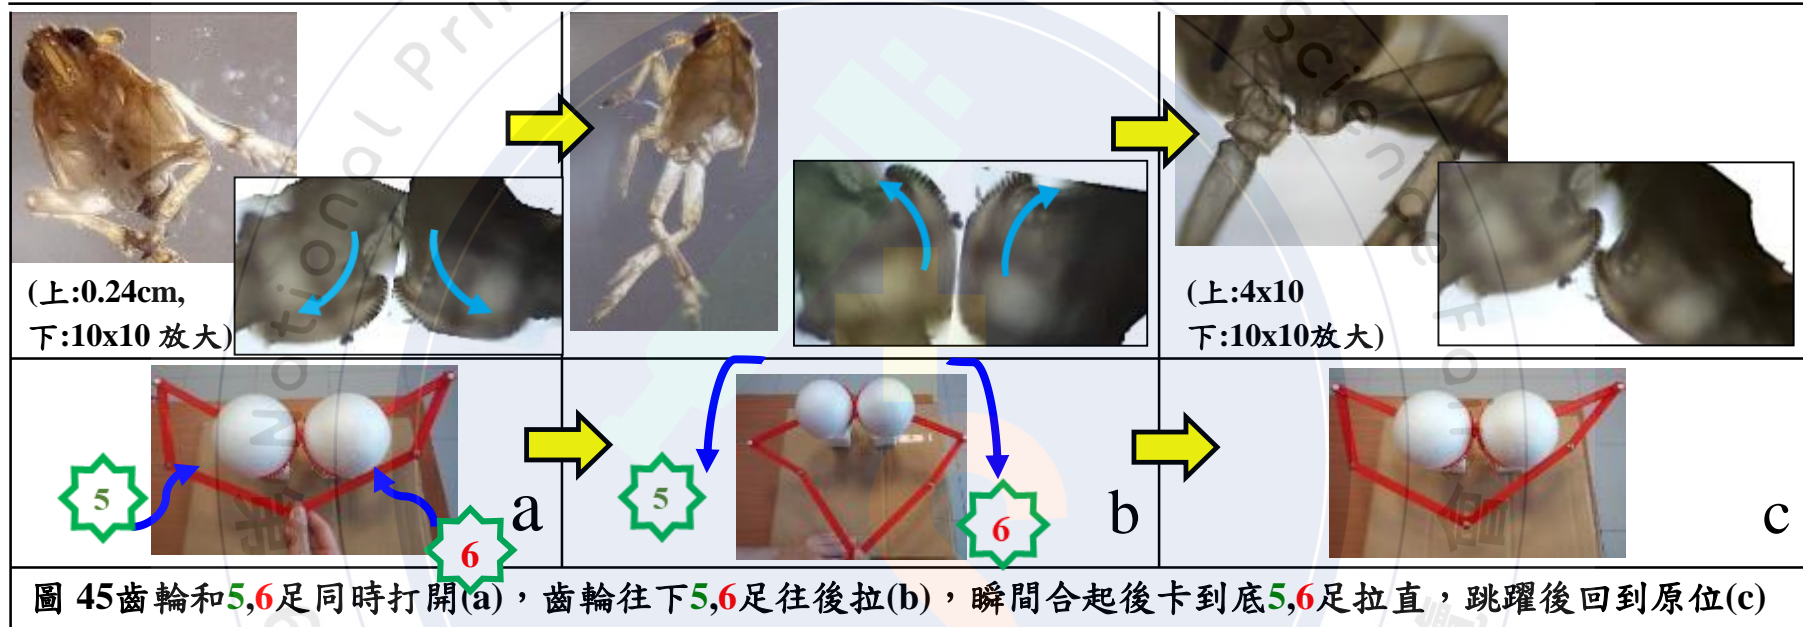 (上:0.24cm,
下:10x10 放大)
(上:4x10
下:10x10放大)
5
6
a
5
6
b
c
圖 45齒輪和5,6足同時打開(a)，齒輪往下5,6足往後拉(b)，瞬間合起後卡到底5,6足拉直，跳躍後回到原位(c)